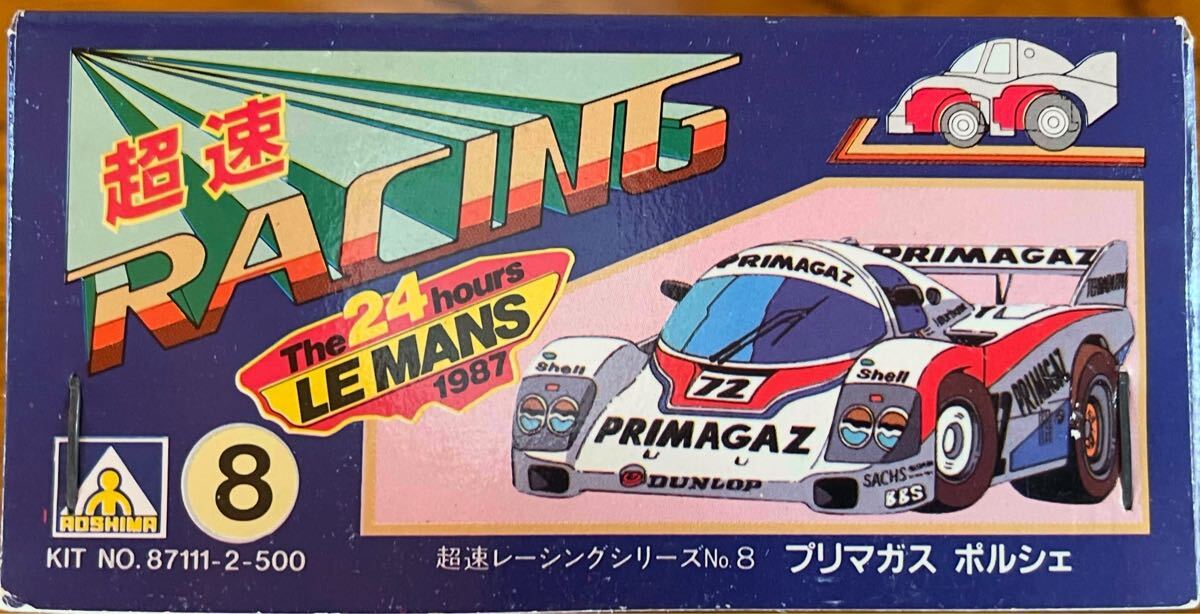 超速
RACING
The 24 hours
LE MANS
1987
PRIMAGAZ
PRIMAGAZ
Shell
72
Shell
PRIMAGAZ
PRIMAGAZ
72
DUNLOP
SACHS
BBS
AOSHIMA
8
KIT NO. 87111-2-500
超速レーシングシリーズNo.8 プリマガス ポルシェ